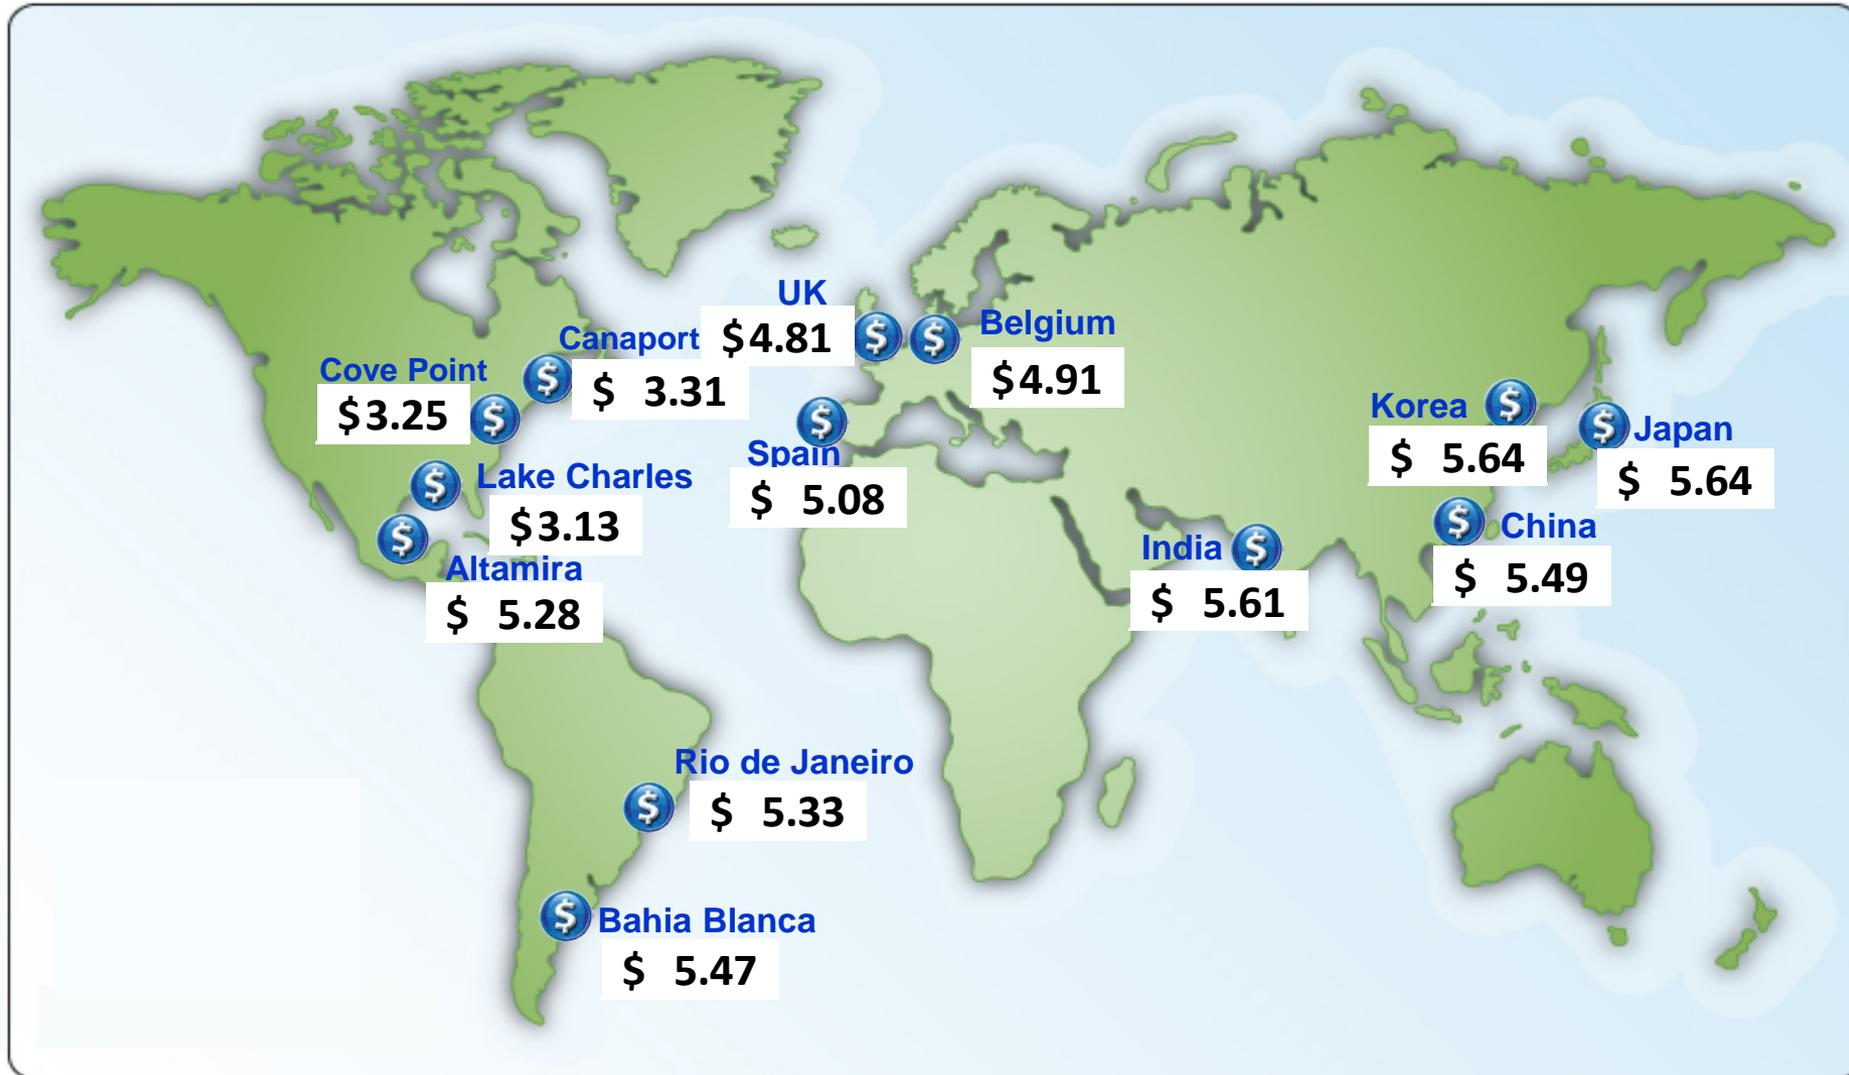 UK
$4.81
Belgium
$4.91
Canaport
$ 3.31
Cove Point
$3.25
Korea
$ 5.64
Japan
$ 5.64
Spain
$ 5.08
Lake Charles
$3.13
China
$ 5.49
India
$ 5.61
Altamira
$ 5.28
Rio de Janeiro
$ 5.33
Bahia Blanca
$ 5.47